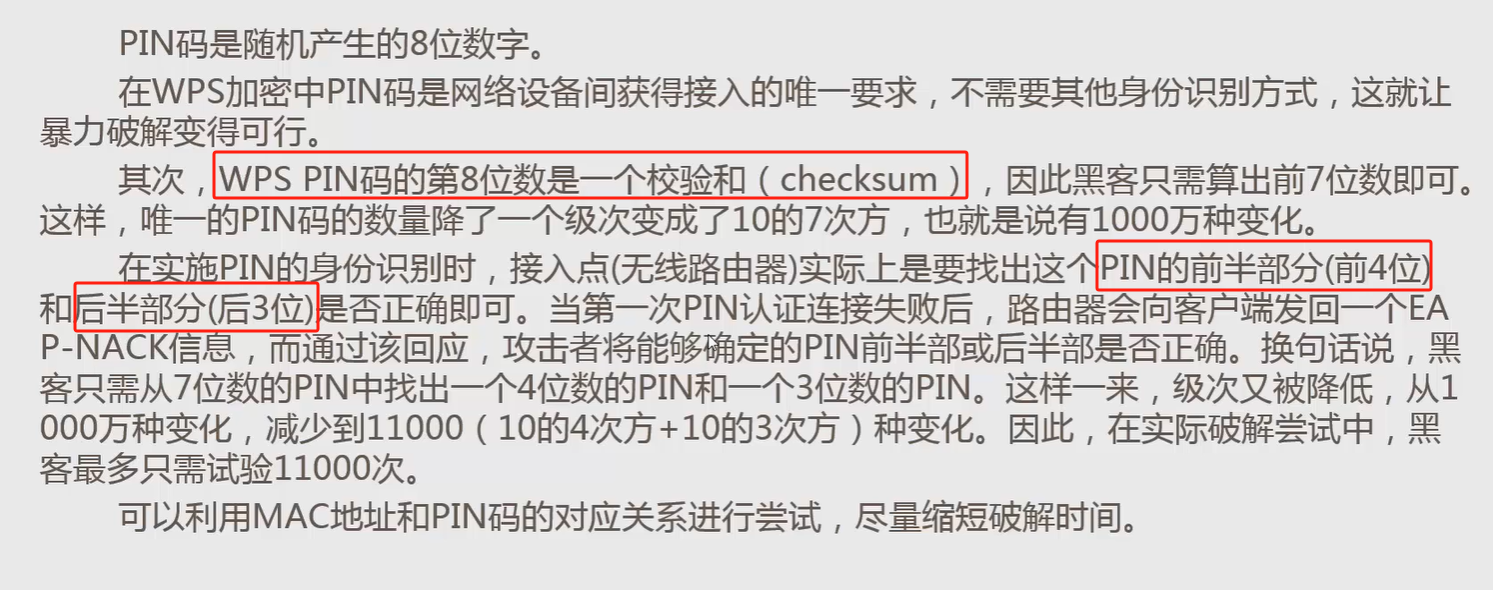 PIN码是随机产生的8位数字。
在WPS加密中PIN码是网络设备间获得接入的唯一要求，不需要其他身份识别方式，这就让
暴力破解变得可行。
其次，WPS PIN码的第8位数是一个校验和（checksum），因此黑客只需算出前7位数即可。
这样，唯一的PIN码的数量降了一个级次变成了10的7次方，也就是说有1000万种变化。
在实施PIN的身份识别时，接入点(无线路由器)实际上是要找出这个PIN的前半部分(前4位)
和后半部分(后3位)是否正确即可。当第一次PIN认证连接失败后，路由器会向客户端发回一个EA
P-NACK信息，而通过该回应，攻击者将能够确定的PIN前半部或后半部是否正确。换句话说，黑
客只需从7位数的PIN中找出一个4位数的PIN和一个3位数的PIN。这样一来，级次又被降低，从1
000万种变化，减少到11000（10的4次方+10的3次方）种变化。因此，在实际破解尝试中，黑
客最多只需试验11000次。
可以利用MAC地址和PIN码的对应关系进行尝试，尽量缩短破解时间。